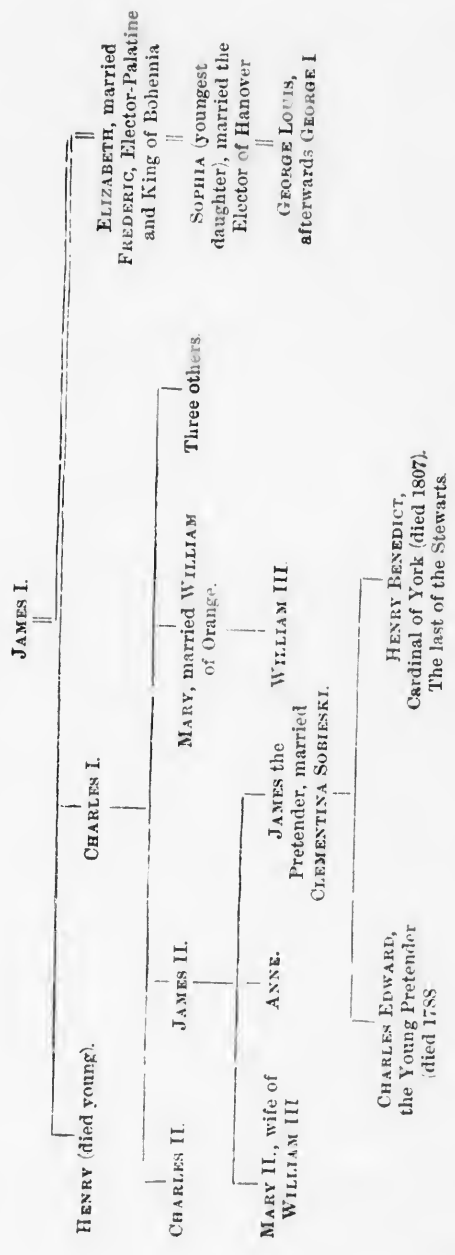 JAMES I.
HENRY (died young).
CHARLES I.
ELIZABETH, married
FREDERIC, Elector-Palatine
and King of Bohemia
CHARLES II.
JAMES II.
MARY, married WILLIAM
of Orange.
Three others.
SOPHIA (youngest
daughter), married the
Elector of Hanover
MARY II., wife of
WILLIAM III
ANNE.
JAMES the
Pretender, married
CLEMENTINA SOBIESKI.
WILLIAM III
GEORGE LOUIS,
afterwards GEORGE I
CHARLES EDWARD,
the Young Pretender
(died 1788
HENRY BENEDICT,
Cardinal of York (died 1807).
The last of the Stewarts.